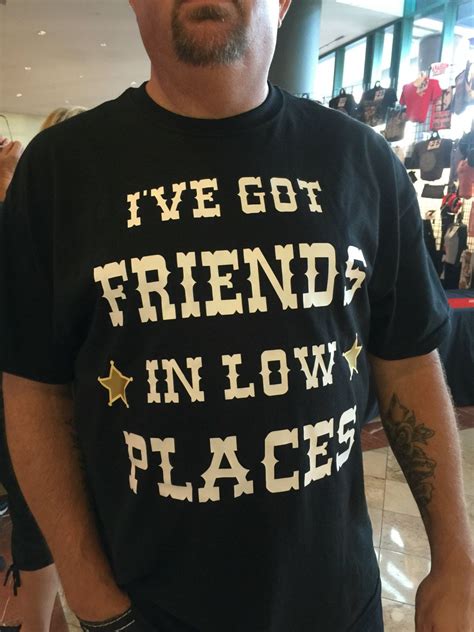 I'VE GOT
FRIENDS
IN LOW
PLACES